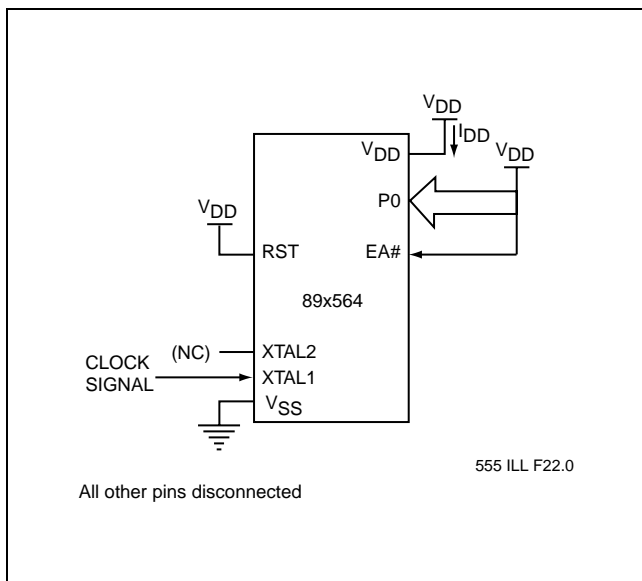 VDD
IDD
VDD
VDD
P0
VDD
RST
EA#
89x564
(NC)
XTAL2
CLOCK
SIGNAL
XTAL1
VSS
555 ILL F22.0
All other pins disconnected